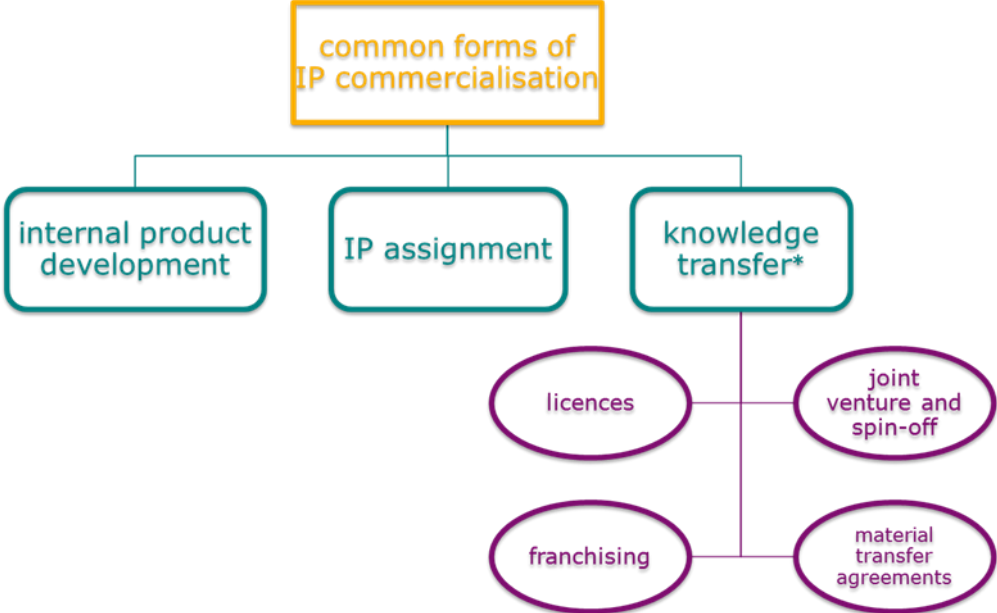 common forms of
IP commercialisation
internal product
development
IP assignment
knowledge
transfer*
licences
joint
venture and
spin-off
franchising
material
transfer
agreements